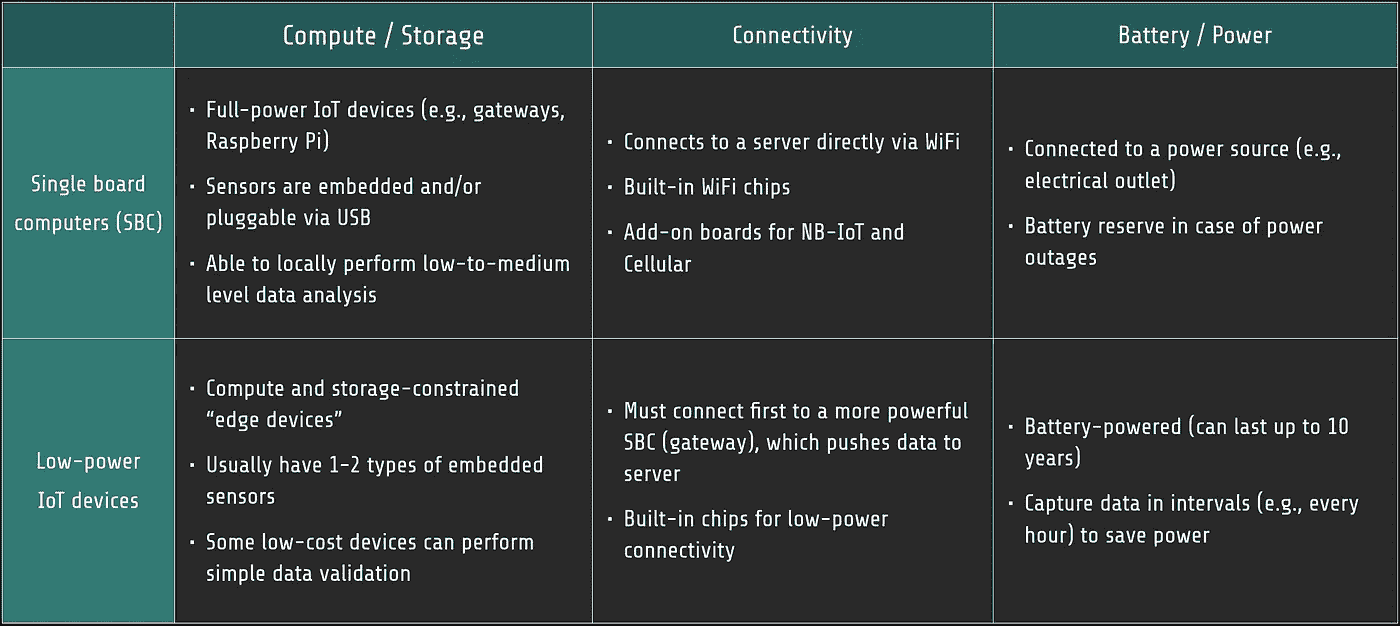 Compute / Storage
Connectivity
Battery / Power
Single board
computers (SBC)
· Full-power IoT devices (e.g., gateways,
Raspberry Pi)
· Sensors are embedded and/or
pluggable via USB
· Able to locally perform low-to-medium
level data analysis
· Connects to a server directly via WiFi
· Built-in WiFi chips
· Add-on boards for NB-IoT and
Cellular
· Connected to a power source (e.g.,
electrical outlet)
· Battery reserve in case of power
outages
Low-power
IoT devices
· Compute and storage-constrained
“edge devices”
· Usually have 1-2 types of embedded
sensors
· Some low-cost devices can perform
simple data validation
· Must connect first to a more powerful
SBC (gateway), which pushes data to
server
· Built-in chips for low-power
connectivity
· Battery-powered (can last up to 10
years)
· Capture data in intervals (e.g., every
hour) to save power